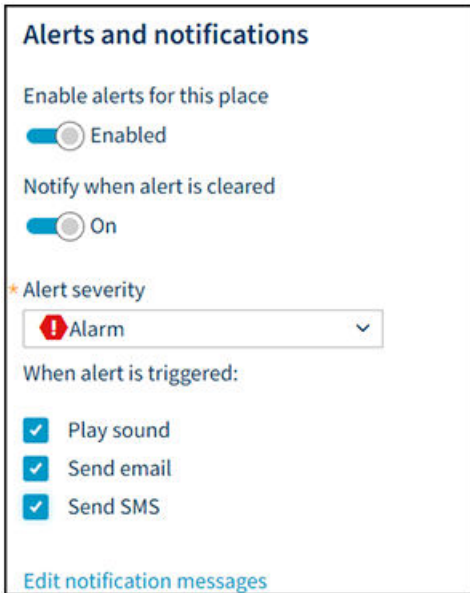 Alerts and notifications
Enable alerts for this place
Enabled
Notify when alert is cleared
On
* Alert severity
Alarm
When alert is triggered:
Play sound
Send email
Send SMS
Edit notification messages